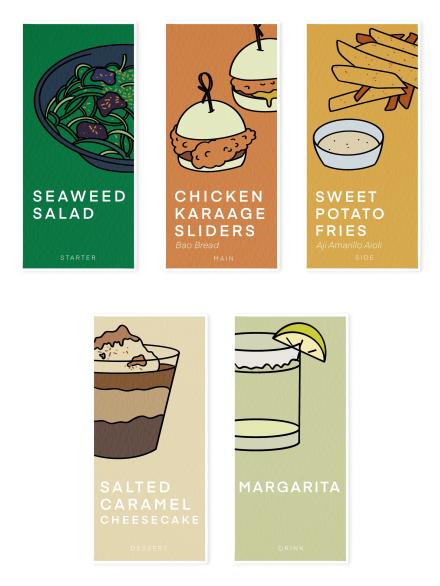 SEAWEED
SALAD
STARTER
CHICKEN
KARAAGE
SLIDERS
Bao Bread
MAIN
SWEET
POTATO
FRIES
Aji Amarillo Aioli
SIDE
SALTED
CARAMEL
CHEESECAKE
DESSERT
MARGARITA
DRINK